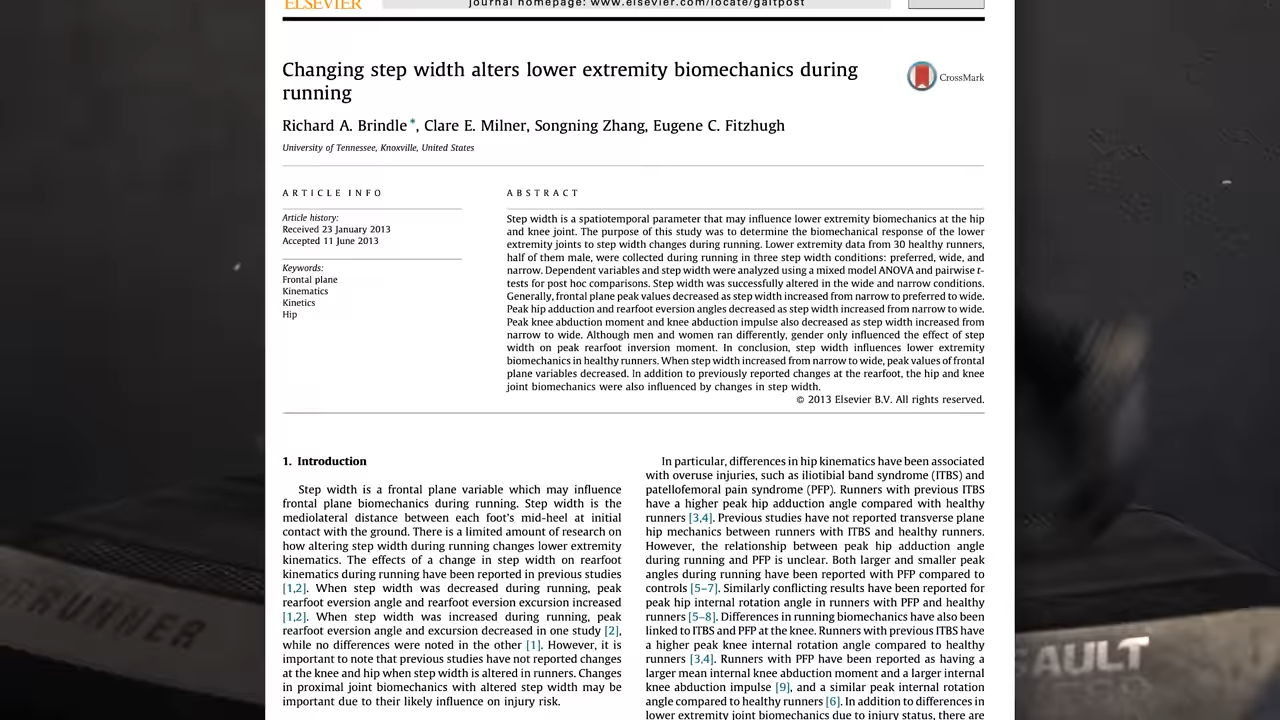 ELSEVIER
journal homepage: www.elsevier.com/locate/gaitpost
Changing step width alters lower extremity biomechanics during
running
CrossMark
Richard A. Brindle*, Clare E. Milner, Songning Zhang, Eugene C. Fitzhugh
University of Tennessee, Knoxville, United States
ARTICLE INFO
Article history:
Received 23 January 2013
Accepted 11 June 2013
Keywords:
Frontal plane
Kinematics
Kinetics
Hip
ABSTRACT
Step width is a spatiotemporal parameter that may influence lower extremity biomechanics at the hip
and knee joint. The purpose of this study was to determine the biomechanical response of the lower
extremity joints to step width changes during running. Lower extremity data from 30 healthy runners,
half of them male, were collected during running in three step width conditions: preferred, wide, and
narrow. Dependent variables and step width were analyzed using a mixed model ANOVA and pairwise t-
tests for post hoc comparisons. Step width was successfully altered in the wide and narrow conditions.
Generally, frontal plane peak values decreased as step width increased from narrow to preferred to wide.
Peak hip adduction and rearfoot eversion angles decreased as step width increased from narrow to wide.
Peak knee abduction moment and knee abduction impulse also decreased as step width increased from
narrow to wide. Although men and women ran differently, gender only influenced the effect of step
width on peak rearfoot inversion moment. In conclusion, step width influences lower extremity
biomechanics in healthy runners. When step width increased from narrow to wide, peak values of frontal
plane variables decreased. In addition to previously reported changes at the rearfoot, the hip and knee
joint biomechanics were also influenced by changes in step width.
© 2013 Elsevier B.V. All rights reserved.
1. Introduction
Step width is a frontal plane variable which may influence
frontal plane biomechanics during running. Step width is the
mediolateral distance between each foot's mid-heel at initial
contact with the ground. There is a limited amount of research on
how altering step width during running changes lower extremity
kinematics. The effects of a change in step width on rearfoot
kinematics during running have been reported in previous studies
[1,2]. When step width was decreased during running, peak
rearfoot eversion angle and rearfoot eversion excursion increased
[1,2]. When step width was increased during running, peak
rearfoot eversion angle and excursion decreased in one study [2],
while no differences were noted in the other [1]. However, it is
important to note that previous studies have not reported changes
at the knee and hip when step width is altered in runners. Changes
in proximal joint biomechanics with altered step width may be
important due to their likely influence on injury risk.
In particular, differences in hip kinematics have been associated
with overuse injuries, such as iliotibial band syndrome (ITBS) and
patellofemoral pain syndrome (PFP). Runners with previous ITBS
have a higher peak hip adduction angle compared with healthy
runners [3,4]. Previous studies have not reported transverse plane
hip mechanics between runners with ITBS and healthy runners.
However, the relationship between peak hip adduction angle
during running and PFP is unclear. Both larger and smaller peak
angles during running have been reported with PFP compared to
controls [5–7]. Similarly conflicting results have been reported for
peak hip internal rotation angle in runners with PFP and healthy
runners [5–8]. Differences in running biomechanics have also been
linked to ITBS and PFP at the knee. Runners with previous ITBS have
a higher peak knee internal rotation angle compared to healthy
runners [3,4]. Runners with PFP have been reported as having a
larger mean internal knee abduction moment and a larger internal
knee abduction impulse [9], and a similar peak internal rotation
angle compared to healthy runners [6]. In addition to differences in
lower extremity joint biomechanics due to injury status, there are
RUNNER
SAULT